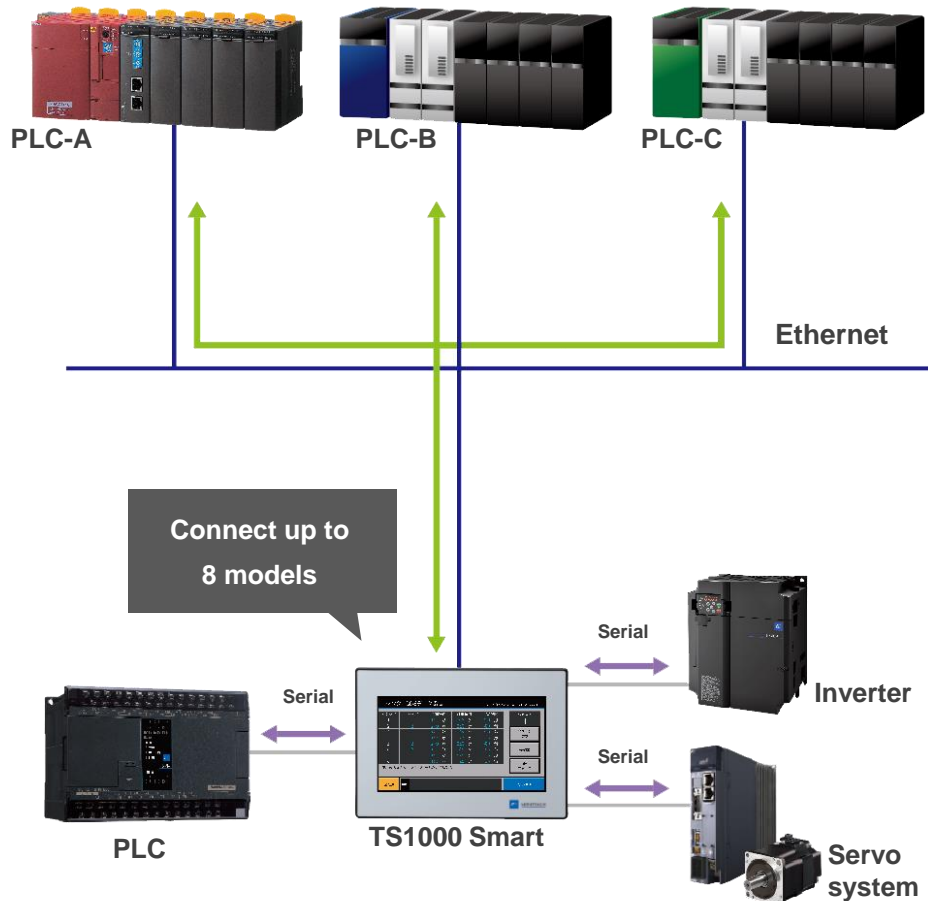 PLC-A
PLC-B
PLC-C
Ethernet
Connect up to
8 models
Serial
Inverter
Serial
Serial
PLC
TS1000 Smart
Servo
system